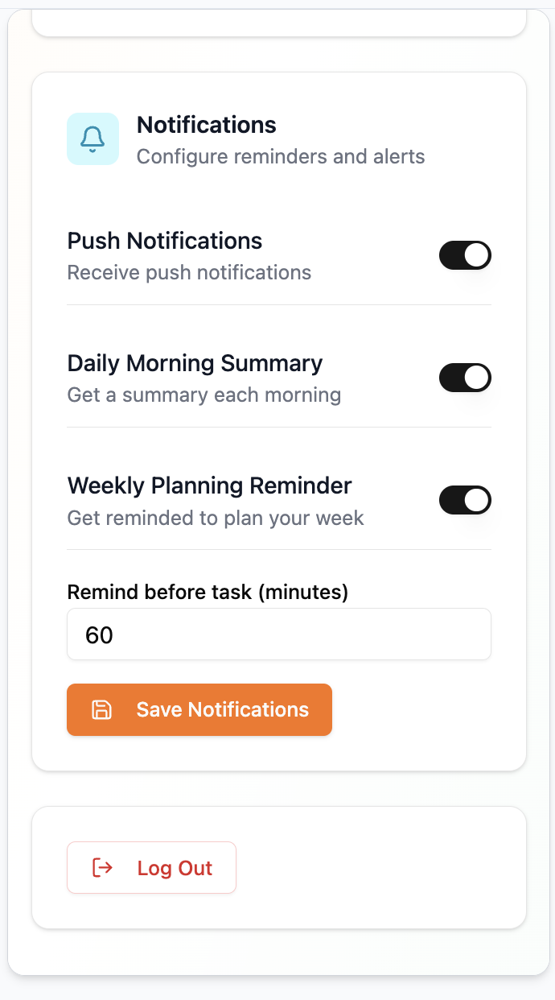 Notifications
Configure reminders and alerts
Push Notifications
Receive push notifications
Daily Morning Summary
Get a summary each morning
Weekly Planning Reminder
Get reminded to plan your week
Remind before task (minutes)
60
Save Notifications
Log Out